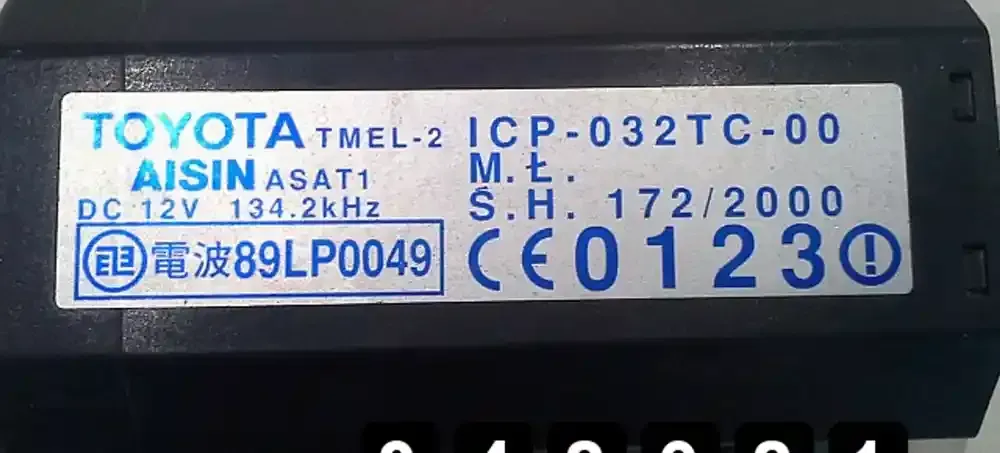 TOYOTA TMEL-2
AISIN ASAT1
DC 12V 134.2kHz
電波89LP0049
ICP-032TC-00
M.Ł.
Ś.H. 172/2000
CE0123!